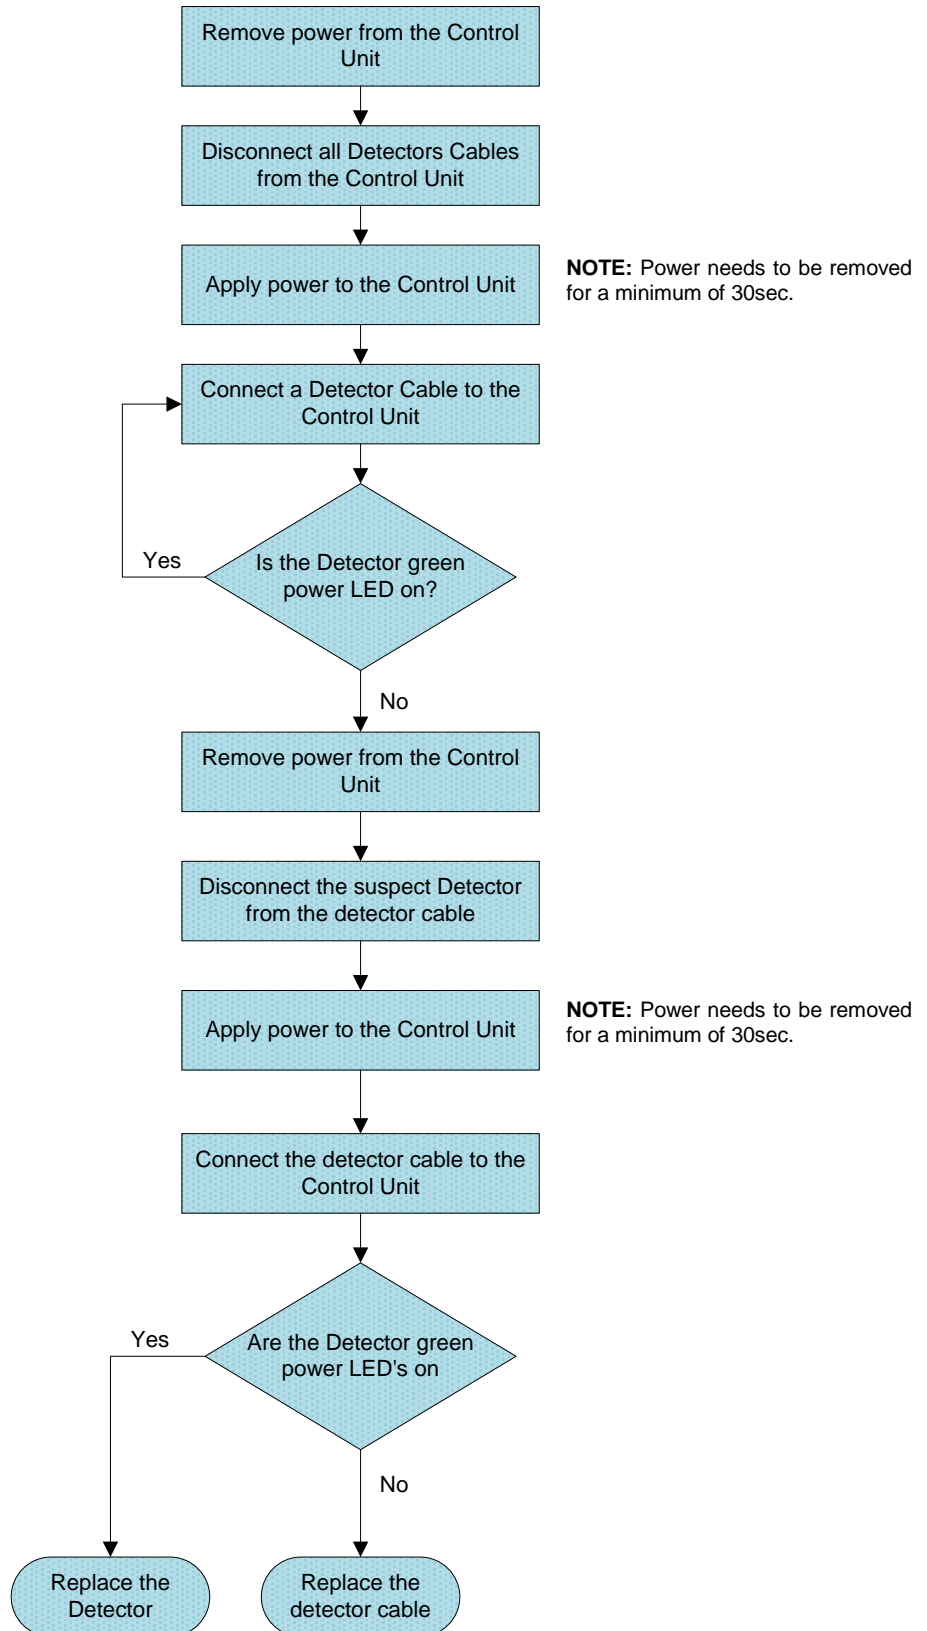 Remove power from the Control
Unit
Disconnect all Detectors Cables
from the Control Unit
Apply power to the Control Unit
NOTE: Power needs to be removed
for a minimum of 30sec.
Connect a Detector Cable to the
Control Unit
Yes
Is the Detector green
power LED on?
No
Remove power from the Control
Unit
Disconnect the suspect Detector
from the detector cable
Apply power to the Control Unit
NOTE: Power needs to be removed
for a minimum of 30sec.
Connect the detector cable to the
Control Unit
Yes
Are the Detector green
power LED's on
No
Replace the
Detector
Replace the
detector cable